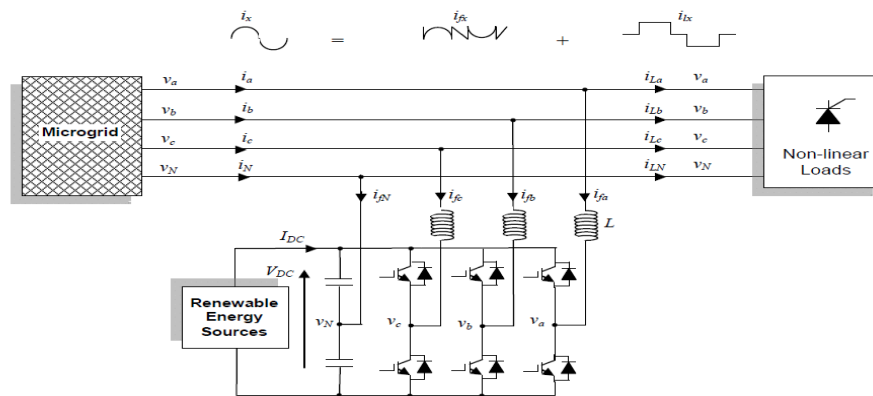 i_x = i_fx + i_lx
v_a i_a i_La v_a
v_b i_b i_Lb v_b
Microgrid
v_c i_c i_Lc v_c
Non-linear
Loads
v_N i_N i_LN v_N
i_fN i_fc i_fb i_fa
L
I_DC
V_DC
Renewable
Energy
Sources
v_N v_c v_b v_a